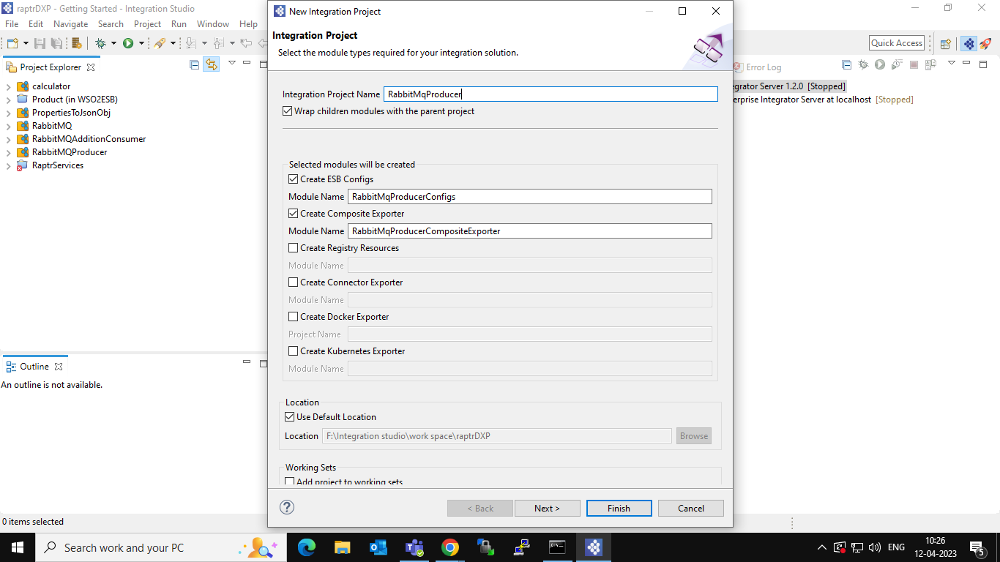 raptrDXP - Getting Started - Integration Studio
File Edit Navigate Search Project Run Window Help
Quick Access
Project Explorer
calculator
Product (in WSO2ESB)
PropertiesToJsonObj
RabbitMQ
RabbitMQAdditionConsumer
RabbitMQProducer
RaptrServices
Outline
An outline is not available.
0 items selected
New Integration Project
Integration Project
Select the module types required for your integration solution.
Integration Project Name RabbitMqProducer
Wrap children modules with the parent project
Selected modules will be created
Create ESB Configs
Module Name RabbitMqProducerConfigs
Create Composite Exporter
Module Name RabbitMqProducerCompositeExporter
Create Registry Resources
Module Name
Create Connector Exporter
Module Name
Create Docker Exporter
Project Name
Create Kubernetes Exporter
Module Name
Location
Use Default Location
Location F:\Integration studio\work space\raptrDXP Browse
Working Sets
Add project to working sets
< Back Next > Finish Cancel
Error Log
egrator Server 1.2.0 [Stopped]
erprise Integrator Server at localhost [Stopped]
Search work and your PC
ENG
10:26
12-04-2023
5